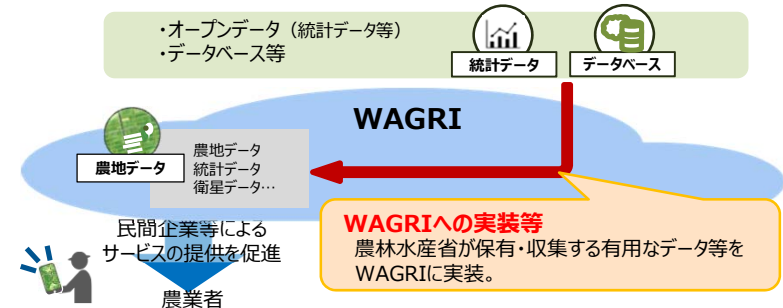 ・オープンデータ（統計データ等）
・データベース等
統計データ
データベース
WAGRI
農地データ
農地データ
統計データ
衛星データ…
WAGRIへの実装等
農林水産省が保有・収集する有用なデータ等を
WAGRIに実装。
民間企業等による
サービスの提供を促進
農業者